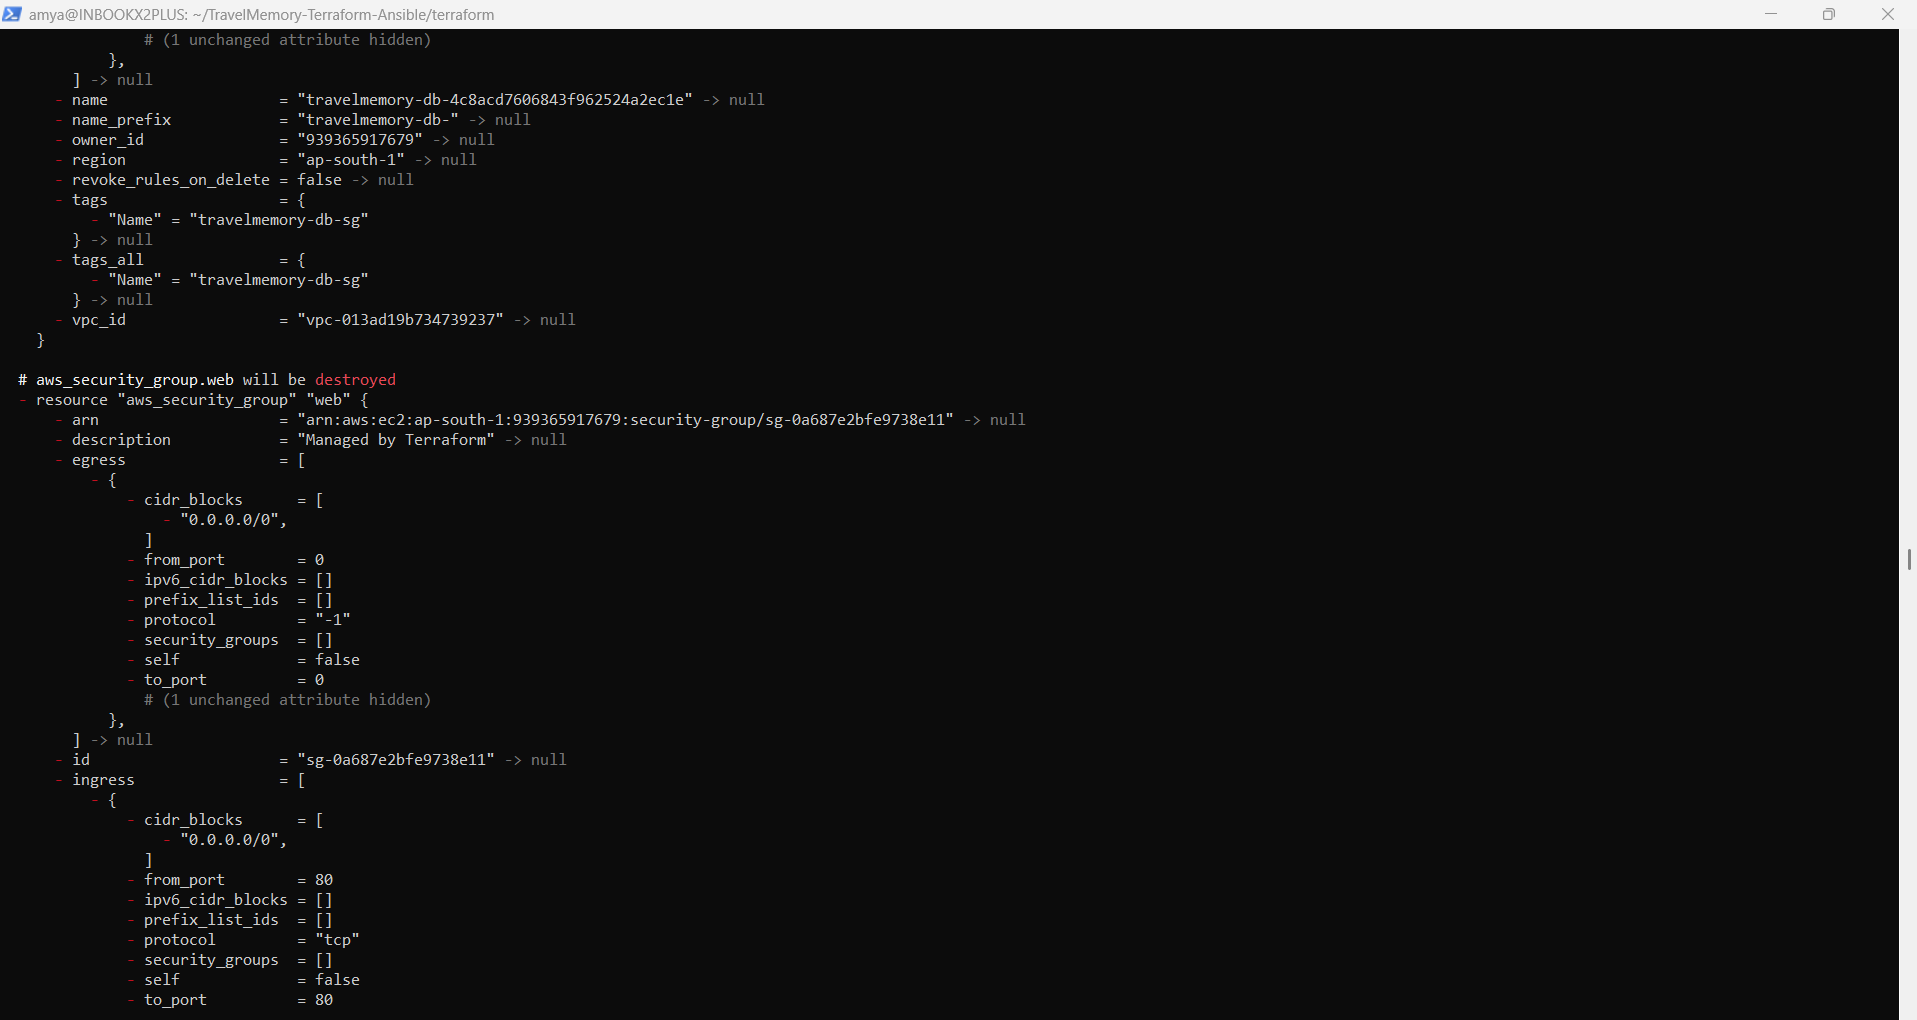 amya@INBOOKX2PLUS: ~/TravelMemory-Terraform-Ansible/terraform
# (1 unchanged attribute hidden)
},
] -> null
- name = "travelmemory-db-4c8acd7606843f962524a2ec1e" -> null
- name_prefix = "travelmemory-db-" -> null
- owner_id = "939365917679" -> null
- region = "ap-south-1" -> null
- revoke_rules_on_delete = false -> null
- tags = {
- "Name" = "travelmemory-db-sg"
} -> null
- tags_all = {
- "Name" = "travelmemory-db-sg"
} -> null
- vpc_id = "vpc-013ad19b734739237" -> null
}
# aws_security_group.web will be destroyed
- resource "aws_security_group" "web" {
- arn = "arn:aws:ec2:ap-south-1:939365917679:security-group/sg-0a687e2bfe9738e11" -> null
- description = "Managed by Terraform" -> null
- egress = [
- {
- cidr_blocks = [
- "0.0.0.0/0",
]
- from_port = 0
- ipv6_cidr_blocks = []
- prefix_list_ids = []
- protocol = "-1"
- security_groups = []
- self = false
- to_port = 0
# (1 unchanged attribute hidden)
},
] -> null
- id = "sg-0a687e2bfe9738e11" -> null
- ingress = [
- {
- cidr_blocks = [
- "0.0.0.0/0",
]
- from_port = 80
- ipv6_cidr_blocks = []
- prefix_list_ids = []
- protocol = "tcp"
- security_groups = []
- self = false
- to_port = 80